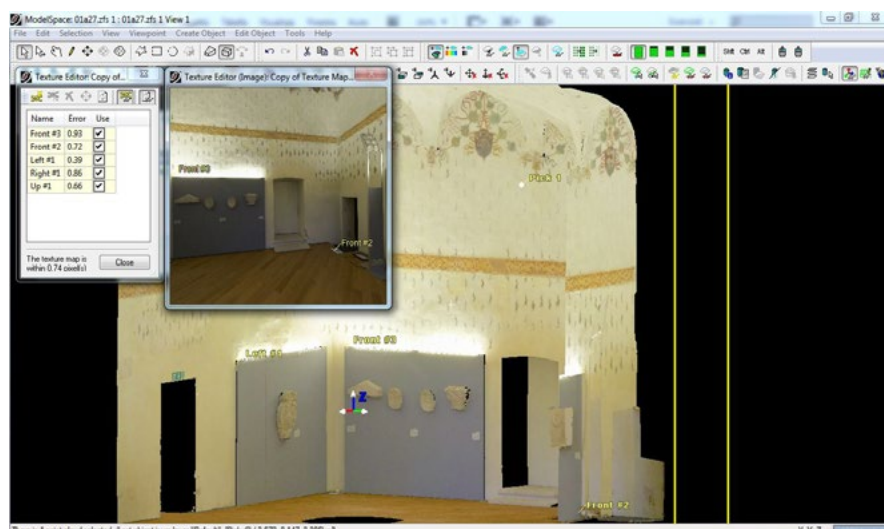 ModelSpace: 01a27.zfs 1 : 01a27.zfs 1 View 1
File Edit Selection View Viewpoint Create Object Edit Object Tools Help
Shft Ctrl Alt
Texture Editor: Copy of...
Name Error Use
Front #3 0.93
Front #2 0.72
Left #1 0.39
Right #1 0.86
Up #1 0.66
The texture map is
within 0.74 pixel(s)
Close
Texture Editor (Image): Copy of Texture Map...
Front #3
Front #2
Pick 1
Left #1
Front #3
Front #2